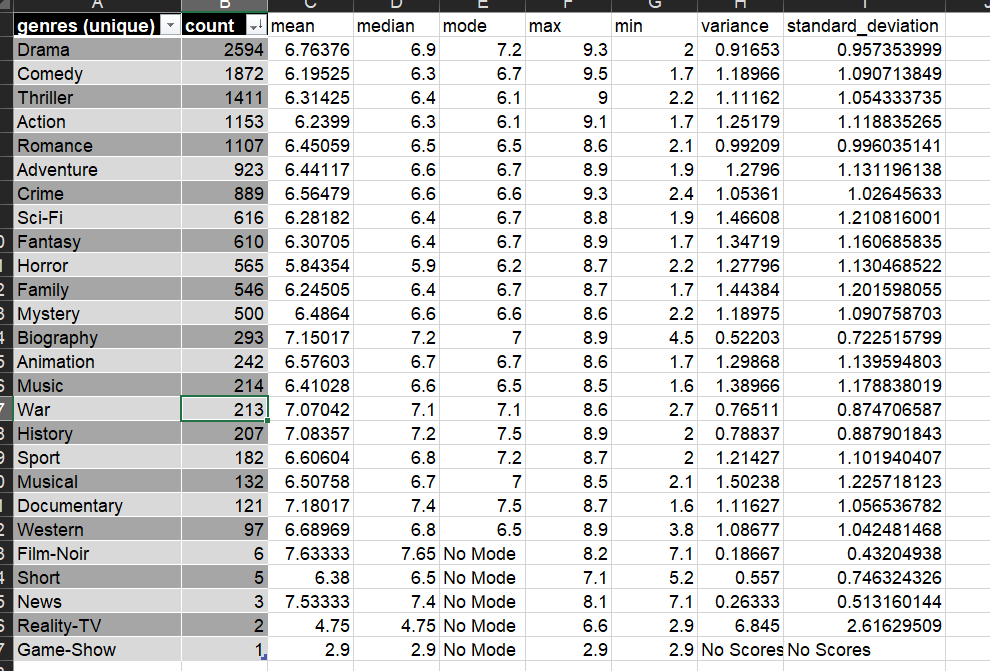 A B C D E F G H I
genres (unique) count mean median mode max min variance standard_deviation
Drama 2594 6.76376 6.9 7.2 9.3 2 0.91653 0.957353999
Comedy 1872 6.19525 6.3 6.7 9.5 1.7 1.18966 1.090713849
Thriller 1411 6.31425 6.4 6.1 9 2.2 1.11162 1.054333735
Action 1153 6.2399 6.3 6.1 9.1 1.7 1.25179 1.118835265
Romance 1107 6.45059 6.5 6.5 8.6 2.1 0.99209 0.996035141
Adventure 923 6.44117 6.6 6.7 8.9 1.9 1.2796 1.131196138
Crime 889 6.56479 6.6 6.6 9.3 2.4 1.05361 1.02645633
Sci-Fi 616 6.28182 6.4 6.7 8.8 1.9 1.46608 1.210816001
Fantasy 610 6.30705 6.4 6.7 8.9 1.7 1.34719 1.160685835
Horror 565 5.84354 5.9 6.2 8.7 2.2 1.27796 1.130468522
Family 546 6.24505 6.4 6.7 8.7 1.7 1.44384 1.201598055
Mystery 500 6.4864 6.6 6.6 8.6 2.2 1.18975 1.090758703
Biography 293 7.15017 7.2 7 8.9 4.5 0.52203 0.722515799
Animation 242 6.57603 6.7 6.7 8.6 1.7 1.29868 1.139594803
Music 214 6.41028 6.6 6.5 8.5 1.6 1.38966 1.178838019
War 213 7.07042 7.1 7.1 8.6 2.7 0.76511 0.874706587
History 207 7.08357 7.2 7.5 8.9 2 0.78837 0.887901843
Sport 182 6.60604 6.8 7.2 8.7 2 1.21427 1.101940407
Musical 132 6.50758 6.7 7 8.5 2.1 1.50238 1.225718123
Documentary 121 7.18017 7.4 7.5 8.7 1.6 1.11627 1.056536782
Western 97 6.68969 6.8 6.5 8.9 3.8 1.08677 1.042481468
Film-Noir 6 7.63333 7.65 No Mode 8.2 7.1 0.18667 0.43204938
Short 5 6.38 6.5 No Mode 7.1 5.2 0.557 0.746324326
News 3 7.53333 7.4 No Mode 8.1 7.1 0.26333 0.513160144
Reality-TV 2 4.75 4.75 No Mode 6.6 2.9 6.845 2.61629509
Game-Show 1 2.9 2.9 No Mode 2.9 2.9 No Scores No Scores